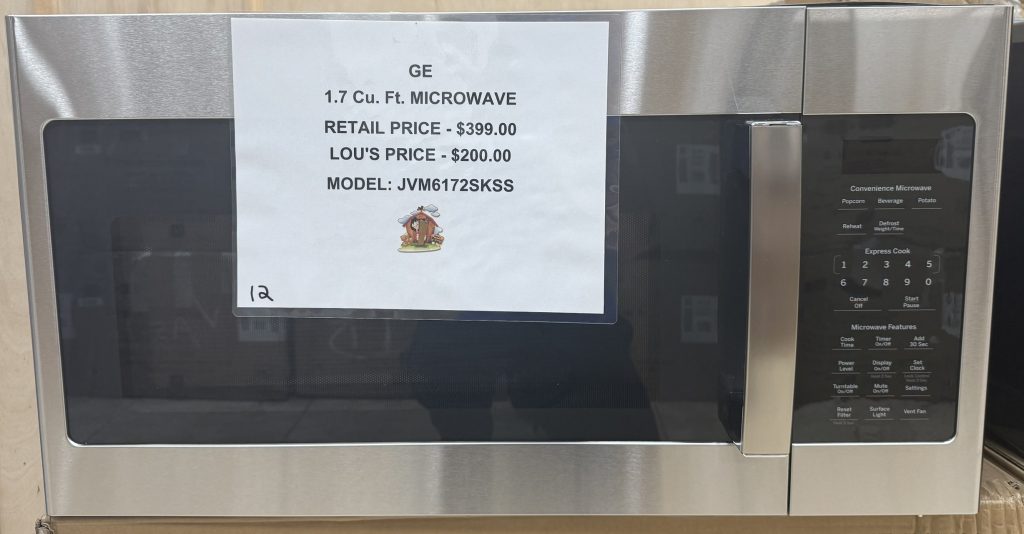 GE
1.7 Cu. Ft. MICROWAVE
RETAIL PRICE - $399.00
LOU'S PRICE - $200.00
MODEL: JVM6172SKSS
12
Convenience Microwave
Popcorn Beverage Potato
Reheat Defrost
Weight/Time
Express Cook
1 2 3 4 5
6 7 8 9 0
Cancel Start
Off Pause
Microwave Features
Cook Timer Add
Time On/Off 30 Sec
Power Display Set
Level On/Off Clock
Turntable Mute Settings
On/Off On/Off
Reset Surface Vent Fan
Filter Light